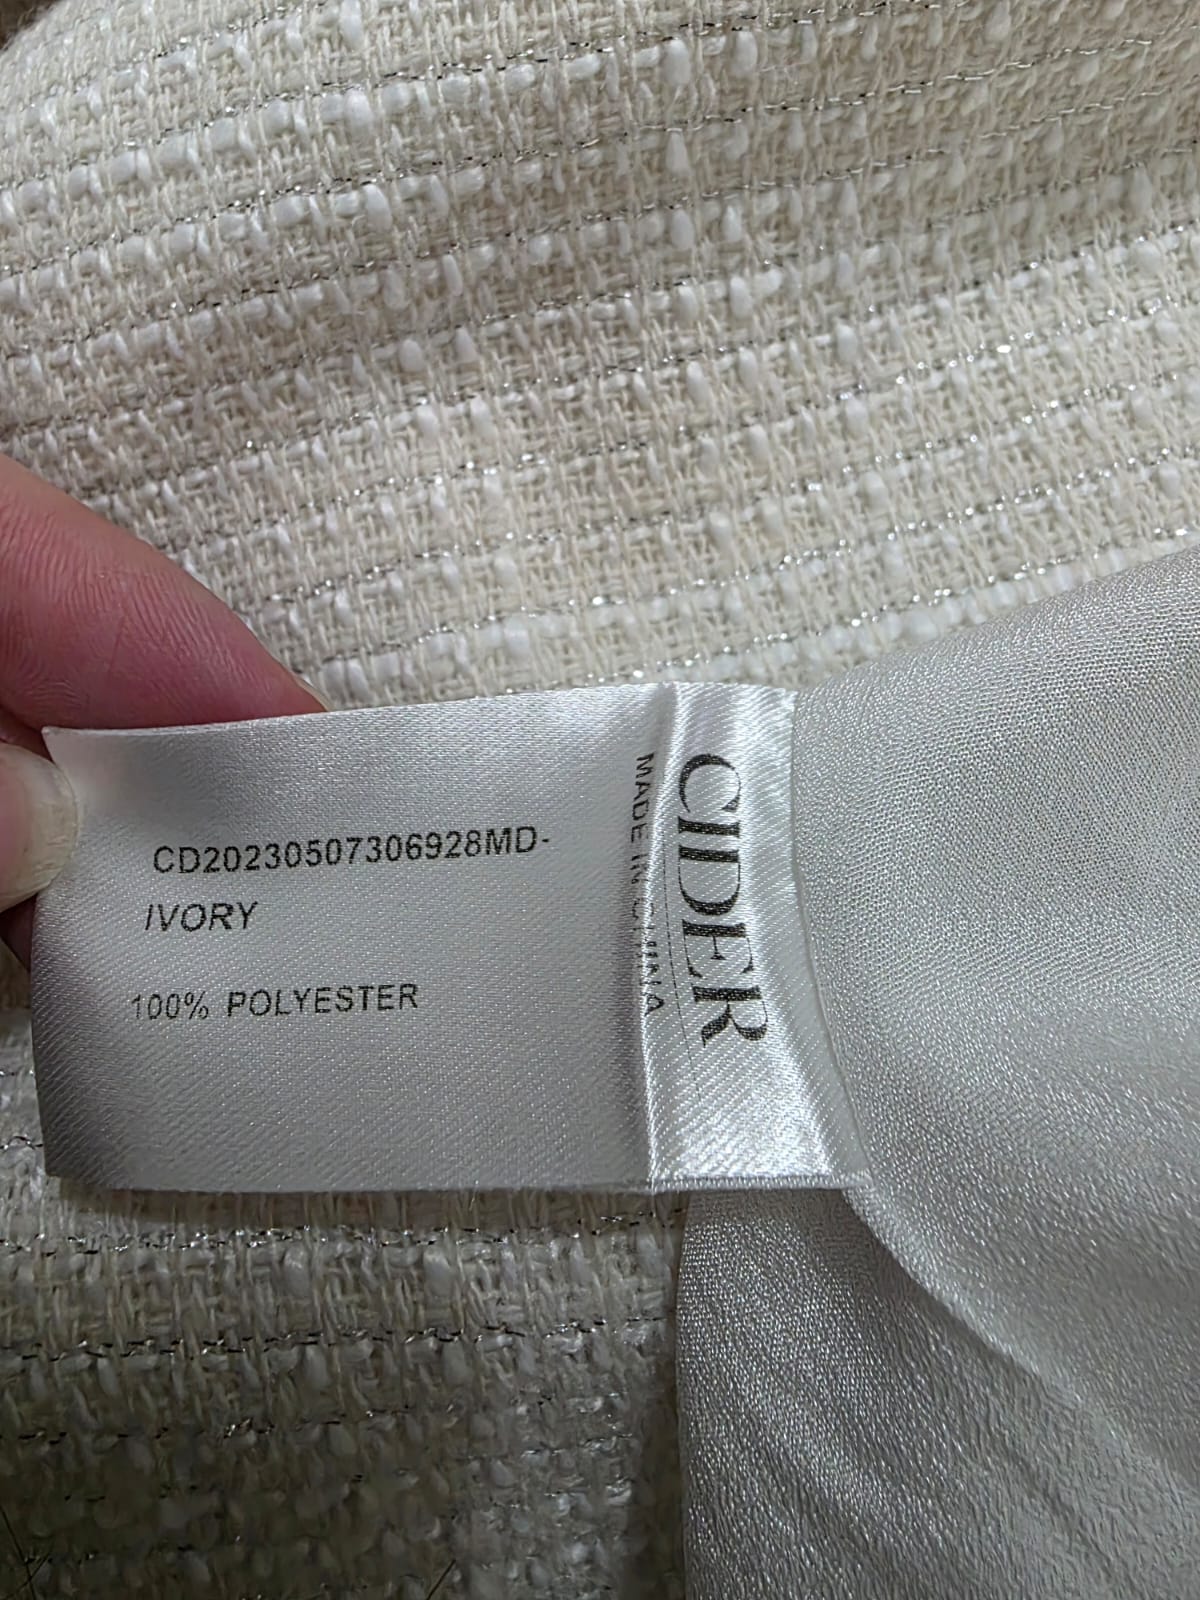 CIDER
MADE IN CHINA
CD20230507306928MD-
IVORY
100% POLYESTER